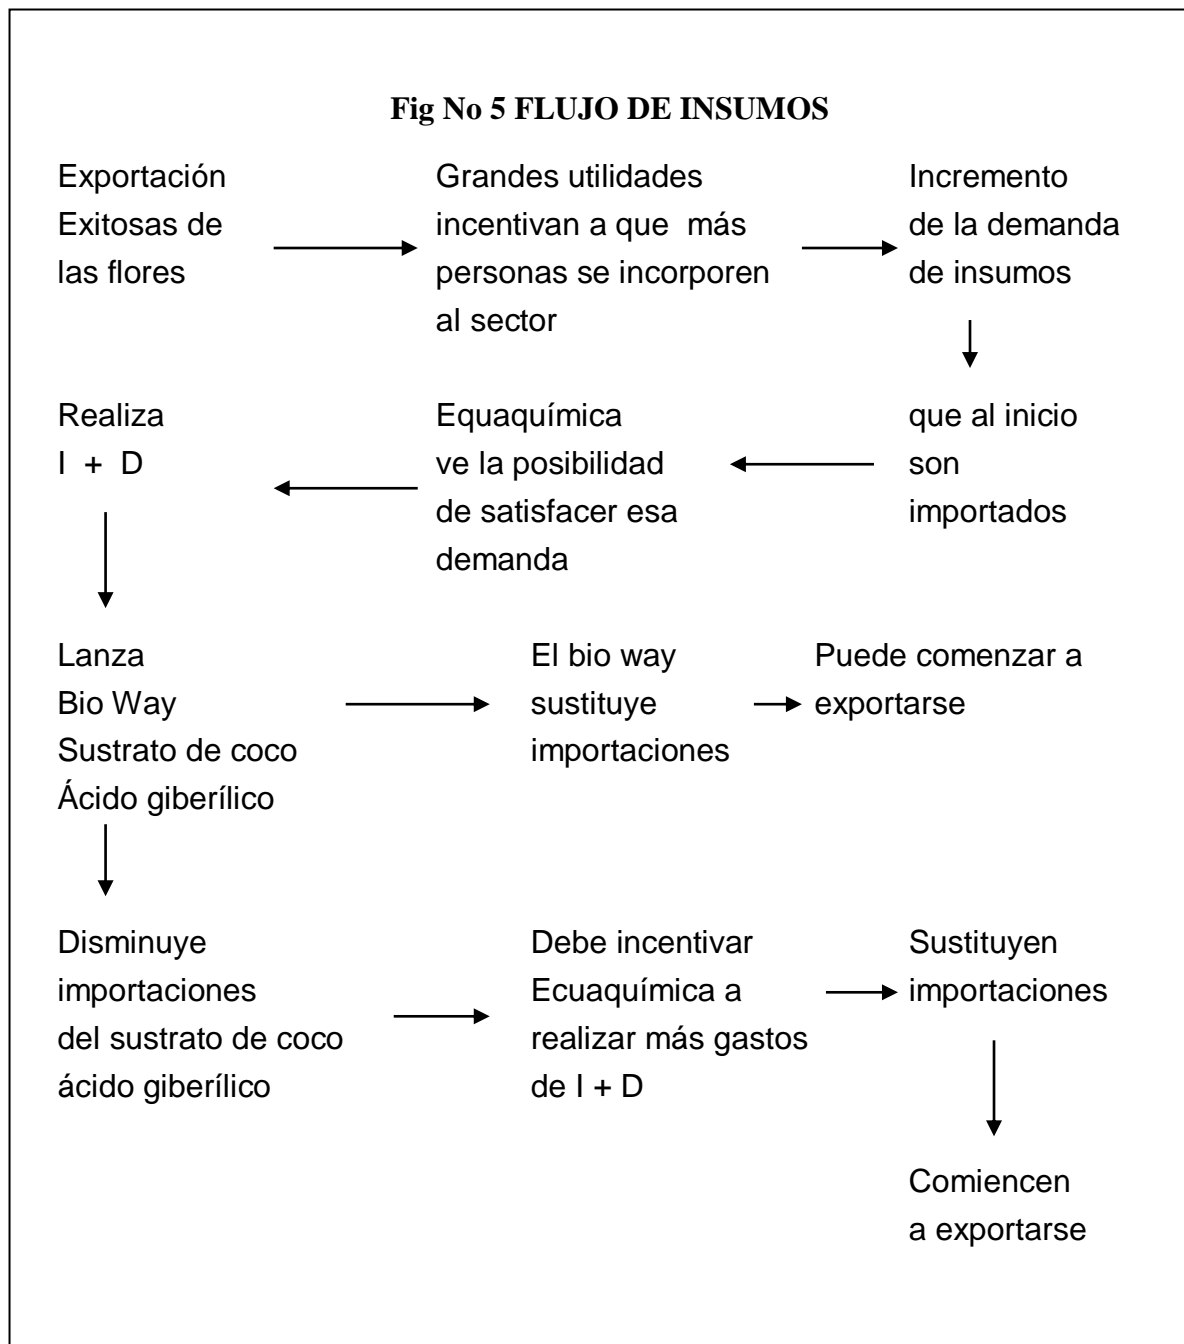 Fig No 5 FLUJO DE INSUMOS
Exportación
Exitosas de
las flores
Grandes utilidades
incentivan a que  más
personas se incorporen
al sector
Incremento
de la demanda
de insumos
que al inicio
son
importados
Equaquímica
ve la posibilidad
de satisfacer esa
demanda
Realiza
I  +  D
Lanza
Bio Way
Sustrato de coco
Ácido giberílico
El bio way
sustituye
importaciones
Puede comenzar a
exportarse
Disminuye
importaciones
del sustrato de coco
ácido giberílico
Debe incentivar
Ecuaquímica a
realizar más gastos
de I + D
Sustituyen
importaciones
Comiencen
a exportarse